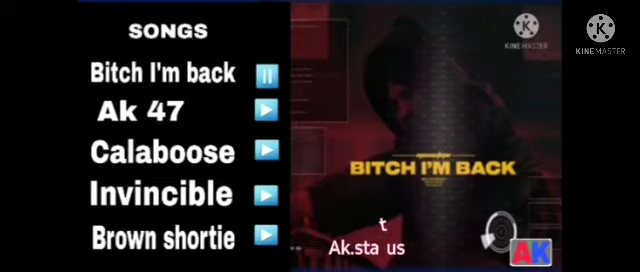 SONGS
Bitch I'm back
Ak 47
Calaboose
Invincible
Brown shortie
KINEMASTER
KINEMASTER
BITCH I'M BACK
t
Ak.sta us
AK